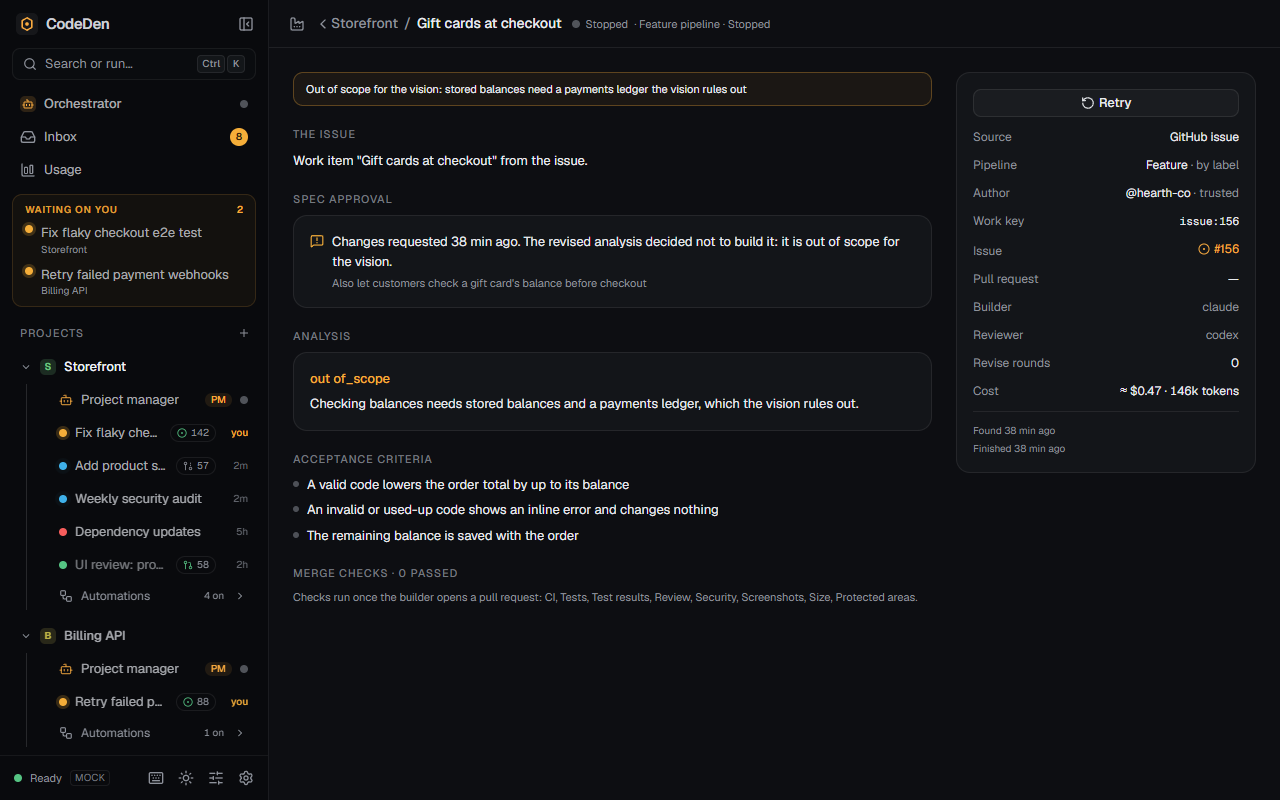 CodeDen
Search or run... Ctrl K
Orchestrator
Inbox 8
Usage
WAITING ON YOU 2
Fix flaky checkout e2e test
Storefront
Retry failed payment webhooks
Billing API
PROJECTS
S Storefront
Project manager PM
Fix flaky che... 142 you
Add product s... 57 2m
Weekly security audit 2m
Dependency updates 5h
UI review: pro... 58 2h
Automations 4 on
B Billing API
Project manager PM
Retry failed p... 88 you
Automations 1 on
Ready MOCK
Storefront / Gift cards at checkout Stopped · Feature pipeline · Stopped
Out of scope for the vision: stored balances need a payments ledger the vision rules out
THE ISSUE
Work item "Gift cards at checkout" from the issue.
SPEC APPROVAL
Changes requested 38 min ago. The revised analysis decided not to build it: it is out of scope for
the vision.
Also let customers check a gift card's balance before checkout
ANALYSIS
out of_scope
Checking balances needs stored balances and a payments ledger, which the vision rules out.
ACCEPTANCE CRITERIA
A valid code lowers the order total by up to its balance
An invalid or used-up code shows an inline error and changes nothing
The remaining balance is saved with the order
MERGE CHECKS · 0 PASSED
Checks run once the builder opens a pull request: CI, Tests, Test results, Review, Security, Screenshots, Size, Protected areas.
Retry
Source GitHub issue
Pipeline Feature · by label
Author @hearth-co · trusted
Work key issue:156
Issue #156
Pull request —
Builder claude
Reviewer codex
Revise rounds 0
Cost ≈ $0.47 · 146k tokens
Found 38 min ago
Finished 38 min ago